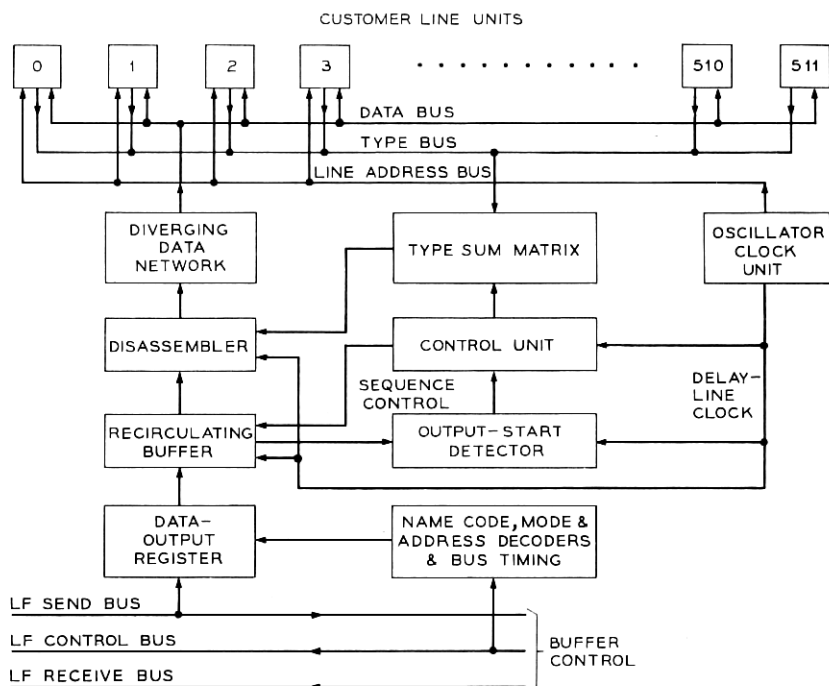 CUSTOMER LINE UNITS
0 1 2 3 510 511
DATA BUS
TYPE BUS
LINE ADDRESS BUS
DIVERGING
DATA
NETWORK
TYPE SUM MATRIX
OSCILLATOR
CLOCK
UNIT
DISASSEMBLER
CONTROL UNIT
SEQUENCE
CONTROL
DELAY-
LINE
CLOCK
RECIRCULATING
BUFFER
OUTPUT-START
DETECTOR
DATA-
OUTPUT
REGISTER
NAME CODE, MODE &
ADDRESS DECODERS
& BUS TIMING
LF SEND BUS
LF CONTROL BUS
LF RECEIVE BUS
BUFFER
CONTROL